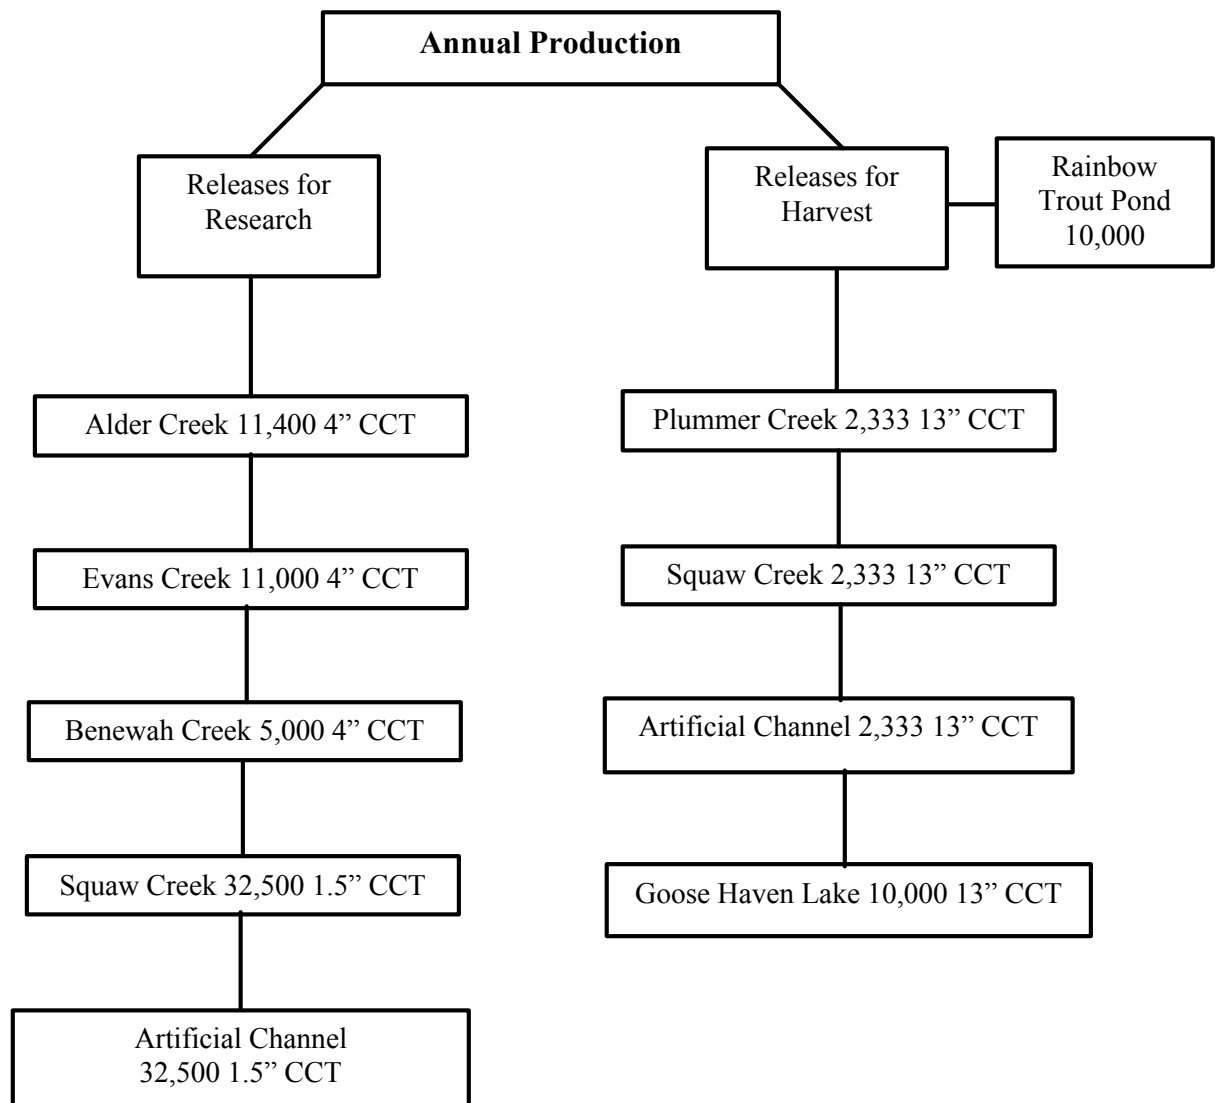 Annual Production
Releases for
Research
Releases for
Harvest
Rainbow
Trout Pond
10,000
Alder Creek 11,400 4” CCT
Plummer Creek 2,333 13” CCT
Evans Creek 11,000 4” CCT
Squaw Creek 2,333 13” CCT
Benewah Creek 5,000 4” CCT
Artificial Channel 2,333 13” CCT
Squaw Creek 32,500 1.5” CCT
Goose Haven Lake 10,000 13” CCT
Artificial Channel
32,500 1.5” CCT